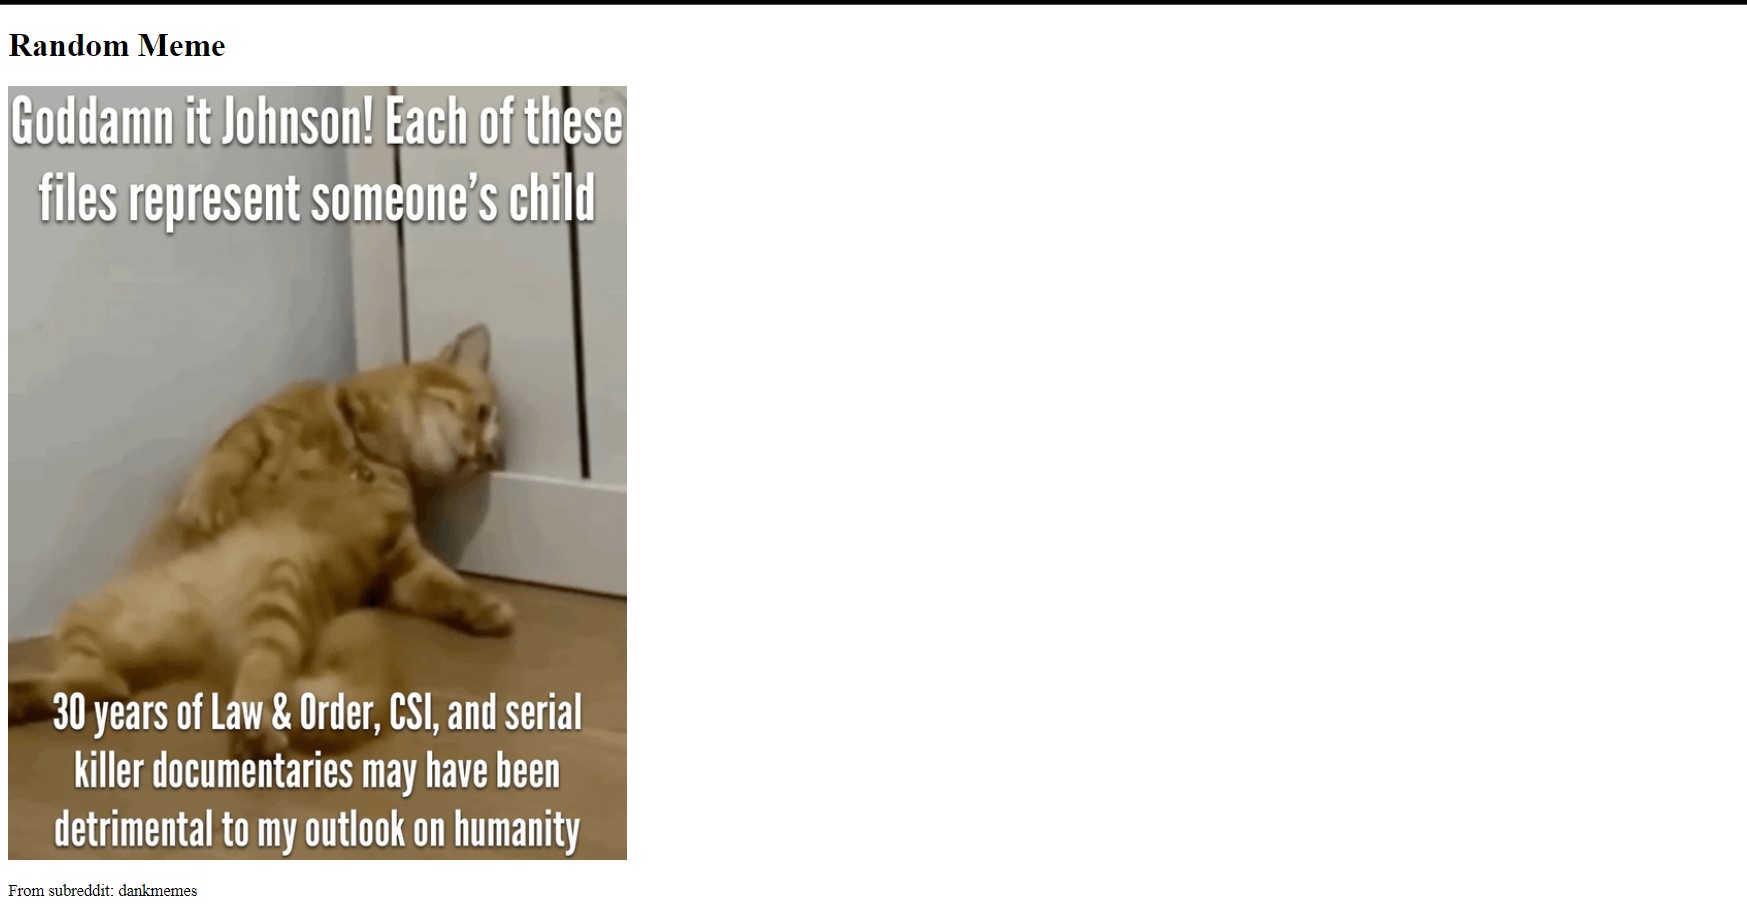 Random Meme
Goddamn it Johnson! Each of these
files represent someone’s child
30 years of Law & Order, CSI, and serial
killer documentaries may have been
detrimental to my outlook on humanity
From subreddit: dankmemes